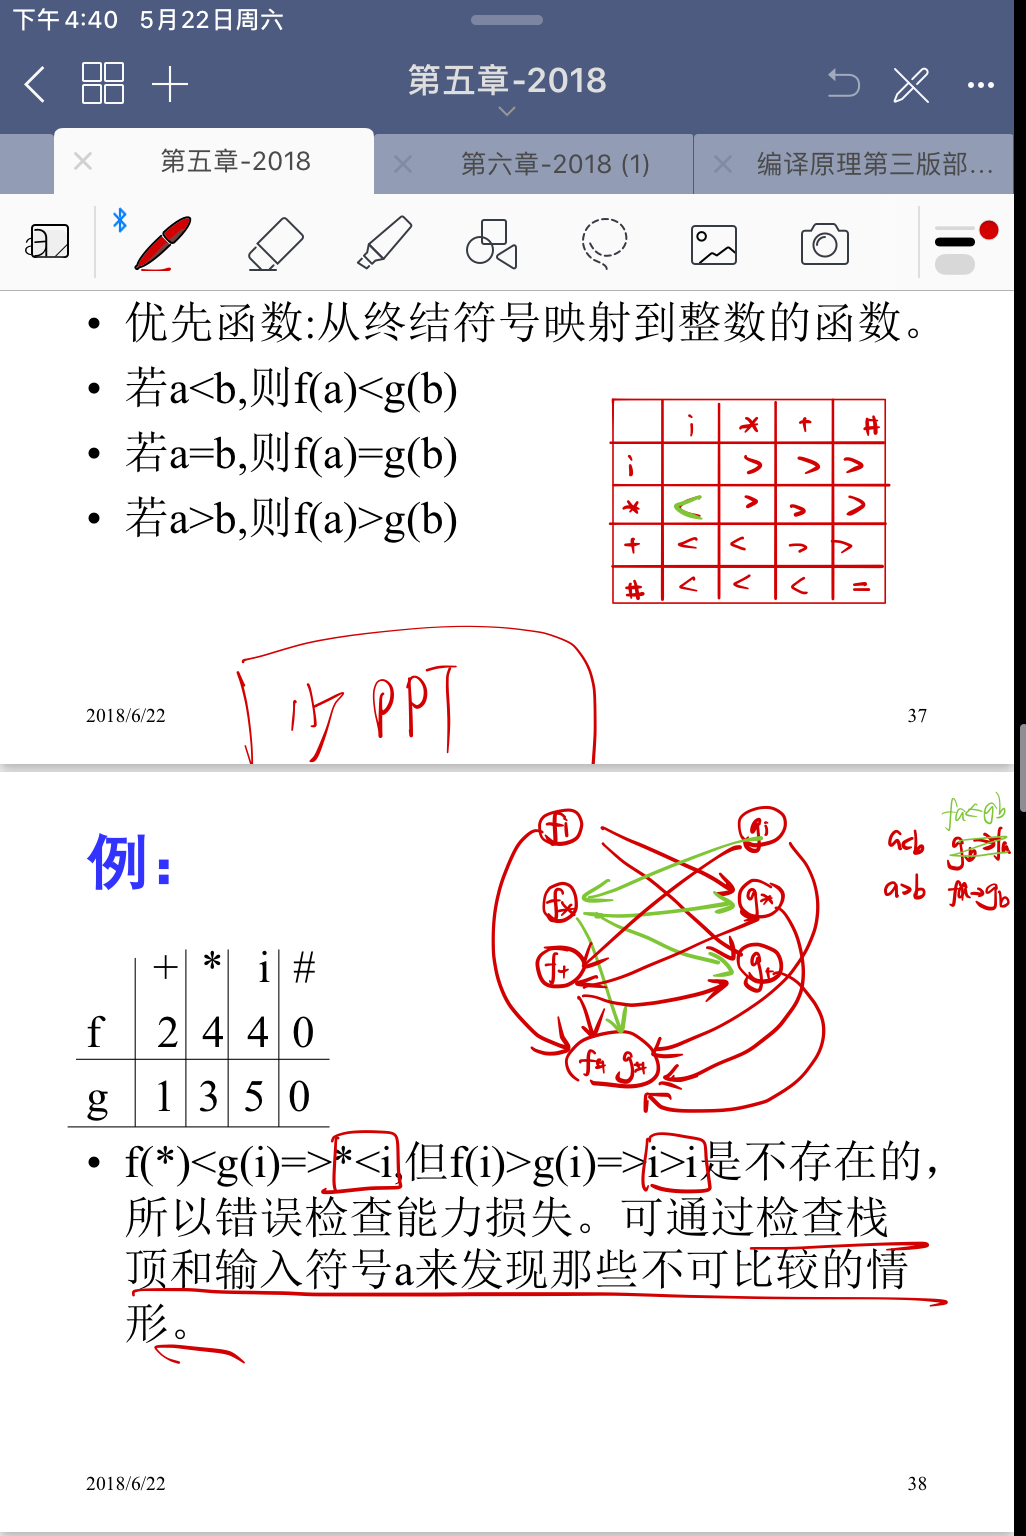 下午4:40 5月22日周六
第五章-2018
第五章-2018 第六章-2018 (1) 编译原理第三版部...
• 优先函数:从终结符号映射到整数的函数。
• 若a<b,则f(a)<g(b)
• 若a=b,则f(a)=g(b)
• 若a>b,则f(a)>g(b)
i * + #
i > > >
* < > > >
+ < < > >
# < < < =
PPT
2018/6/22 37
例:
fi gi
f* g*
f+ g+
f# g#
fa<gb
a<b
a>b fa→gb
+ * i #
f 2 4 4 0
g 1 3 5 0
• f(*)<g(i)=>*<i,但f(i)>g(i)=>i>i是不存在的,
所以错误检查能力损失。可通过检查栈
顶和输入符号a来发现那些不可比较的情
形。
2018/6/22 38